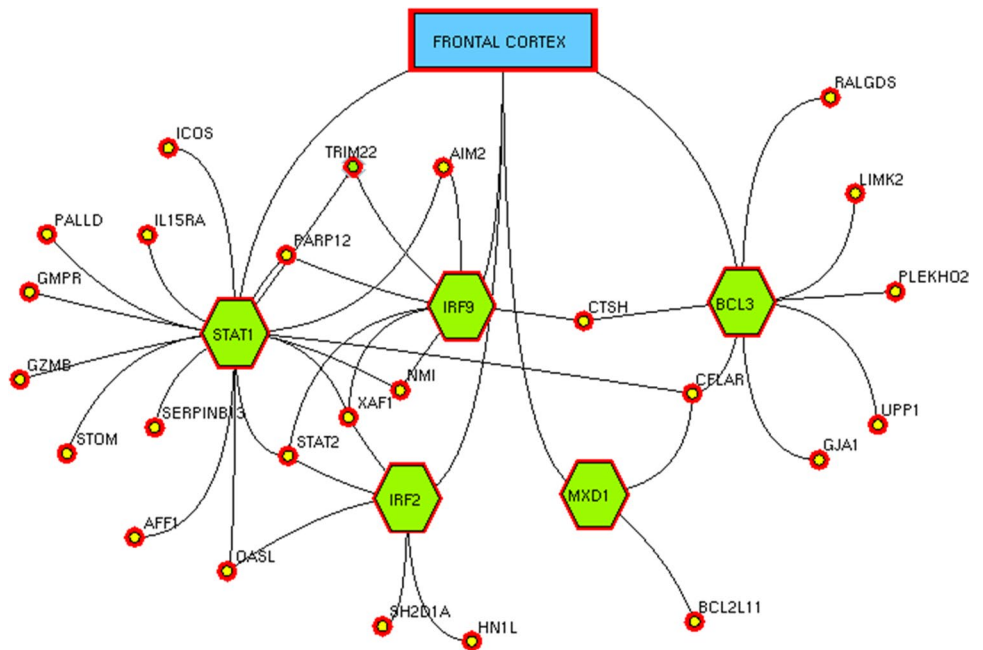 FRONTAL CORTEX
RALGDS
ICOS
TRIM22
AIM2
LIMK2
PALLD
IL15RA
PARP12
GMPR
PLEKHO2
IRF9
CTSH
BCL3
STAT1
GZMB
NMI
CFLAR
SERPINB13
XAF1
UPP1
STOM
STAT2
GJA1
IRF2
MXD1
AFF1
OASL
SH2D1A
HN1L
BCL2L11